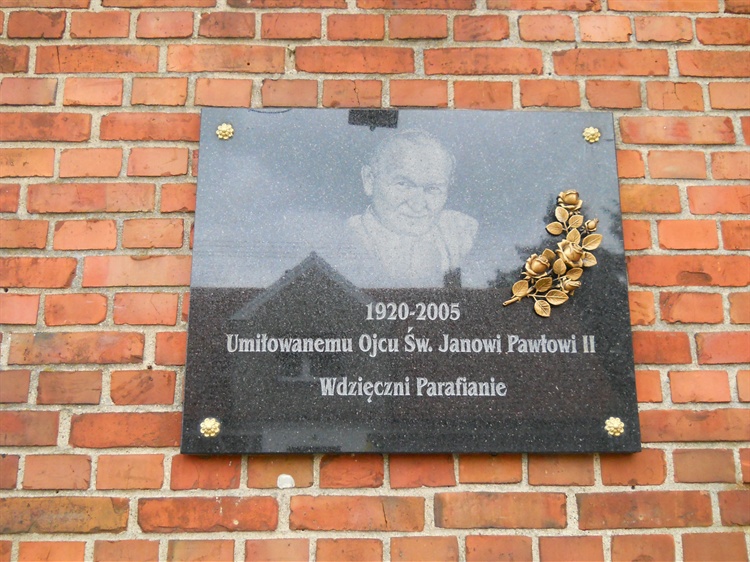 1920-2005
Umiłowanemu Ojcu Św. Janowi Pawłowi II
Wdzięczni Parafianie